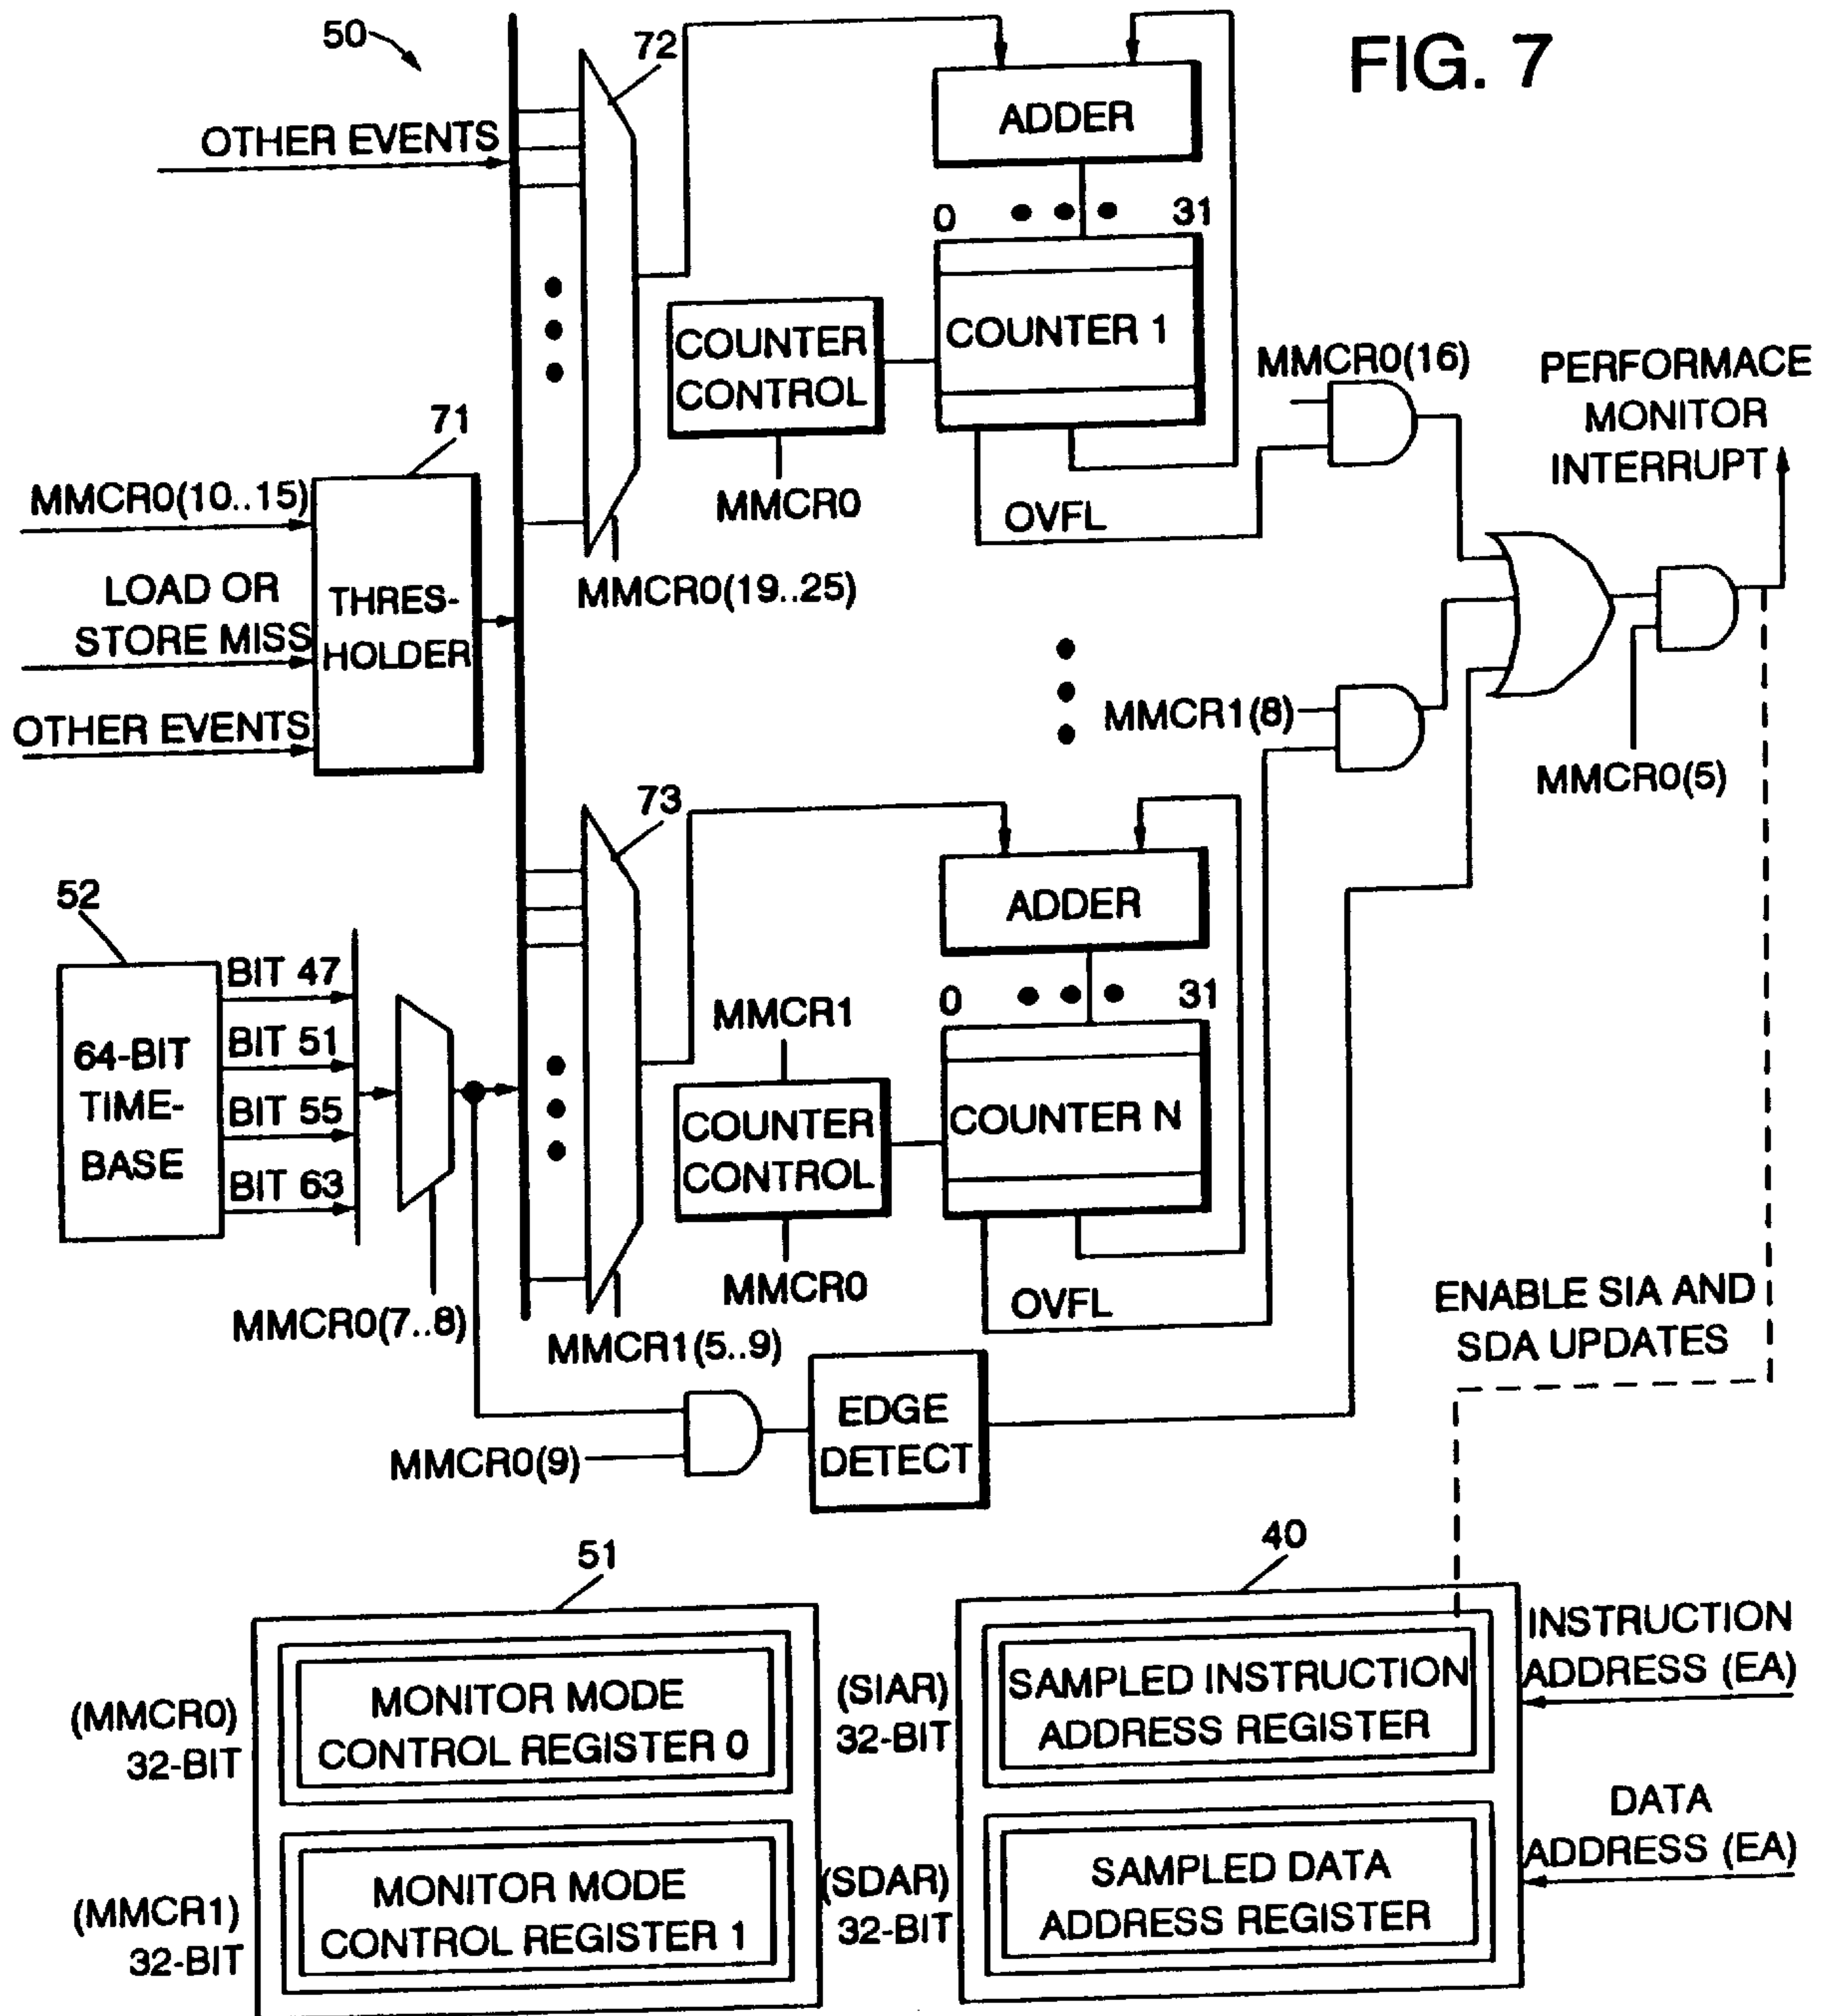 50
72
FIG. 7
OTHER EVENTS
ADDER
0
31
COUNTER
CONTROL
COUNTER 1
MMCR0
OVFL
MMCR0(16)
PERFORMACE
MONITOR
INTERRUPT
71
MMCR0(10..15)
LOAD OR
STORE MISS
OTHER EVENTS
THRES-
HOLDER
MMCR0(19..25)
MMCR1(8)
MMCR0(5)
73
52
64-BIT
TIME-
BASE
BIT 47
BIT 51
BIT 55
BIT 63
MMCR0(7..8)
ADDER
0
31
MMCR1
COUNTER
CONTROL
COUNTER N
MMCR0
OVFL
MMCR1(5..9)
ENABLE SIA AND
SDA UPDATES
MMCR0(9)
EDGE
DETECT
51
(MMCR0)
32-BIT
MONITOR MODE
CONTROL REGISTER 0
(MMCR1)
32-BIT
MONITOR MODE
CONTROL REGISTER 1
40
(SIAR)
32-BIT
SAMPLED INSTRUCTION
ADDRESS REGISTER
INSTRUCTION
ADDRESS (EA)
(SDAR)
32-BIT
SAMPLED DATA
ADDRESS REGISTER
DATA
ADDRESS (EA)